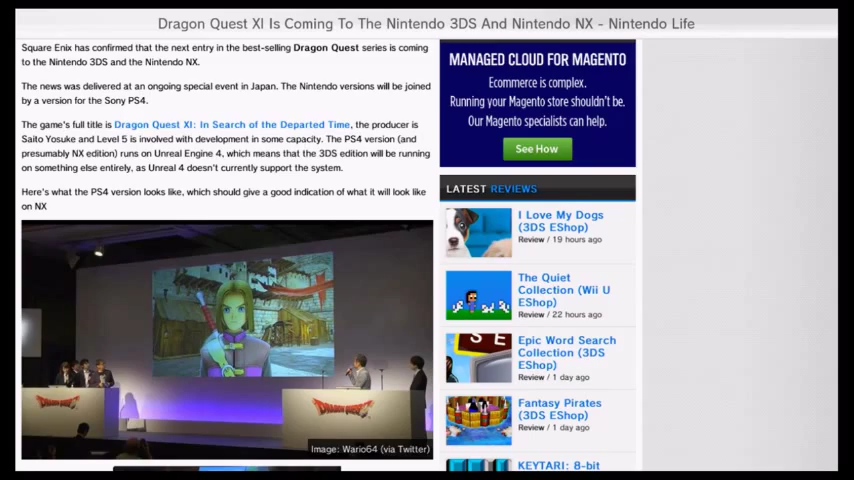 Dragon Quest XI Is Coming To The Nintendo 3DS And Nintendo NX - Nintendo Life
Square Enix has confirmed that the next entry in the best-selling Dragon Quest series is coming
to the Nintendo 3DS and the Nintendo NX.
The news was delivered at an ongoing special event in Japan. The Nintendo versions will be joined
by a version for the Sony PS4.
The game's full title is Dragon Quest XI: In Search of the Departed Time, the producer is
Saito Yosuke and Level 5 is involved with development in some capacity. The PS4 version (and
presumably NX edition) runs on Unreal Engine 4, which means that the 3DS edition will be running
on something else entirely, as Unreal 4 doesn't currently support the system.
Here's what the PS4 version looks like, which should give a good indication of what it will look like
on NX
DRAGON QUEST
DRAGON QUEST
Image: Wario64 (via Twitter)
MANAGED CLOUD FOR MAGENTO
Ecommerce is complex.
Running your Magento store shouldn't be.
Our Magento specialists can help.
See How
LATEST REVIEWS
I Love My Dogs
(3DS EShop)
Review / 19 hours ago
The Quiet
Collection (Wii U
EShop)
Review / 22 hours ago
S E
Epic Word Search
Collection (3DS
EShop)
Review / 1 day ago
Fantasy Pirates
(3DS EShop)
Review / 1 day ago
KEYTARI: 8-bit